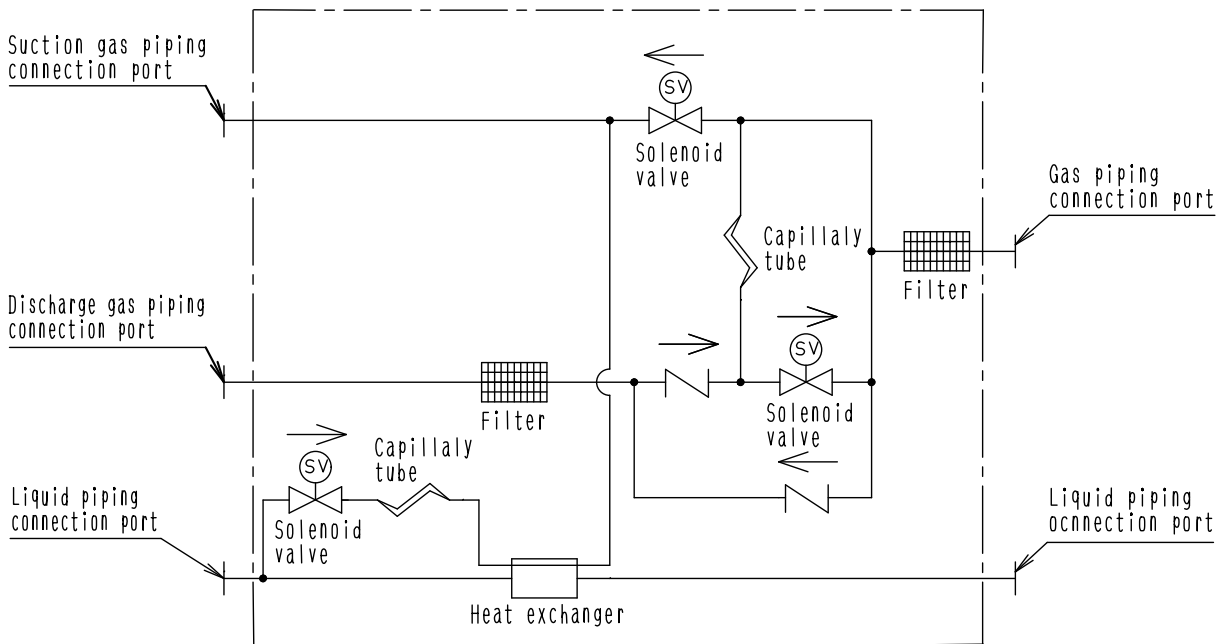 Suction gas piping
connection port
SV
Solenoid
valve
Gas piping
connection port
Capillaly
tube
Filter
Discharge gas piping
connection port
SV
Filter
Solenoid
valve
Capillaly
tube
SV
Liquid piping
connection port
Solenoid
valve
Liquid piping
ocnnection port
Heat exchanger